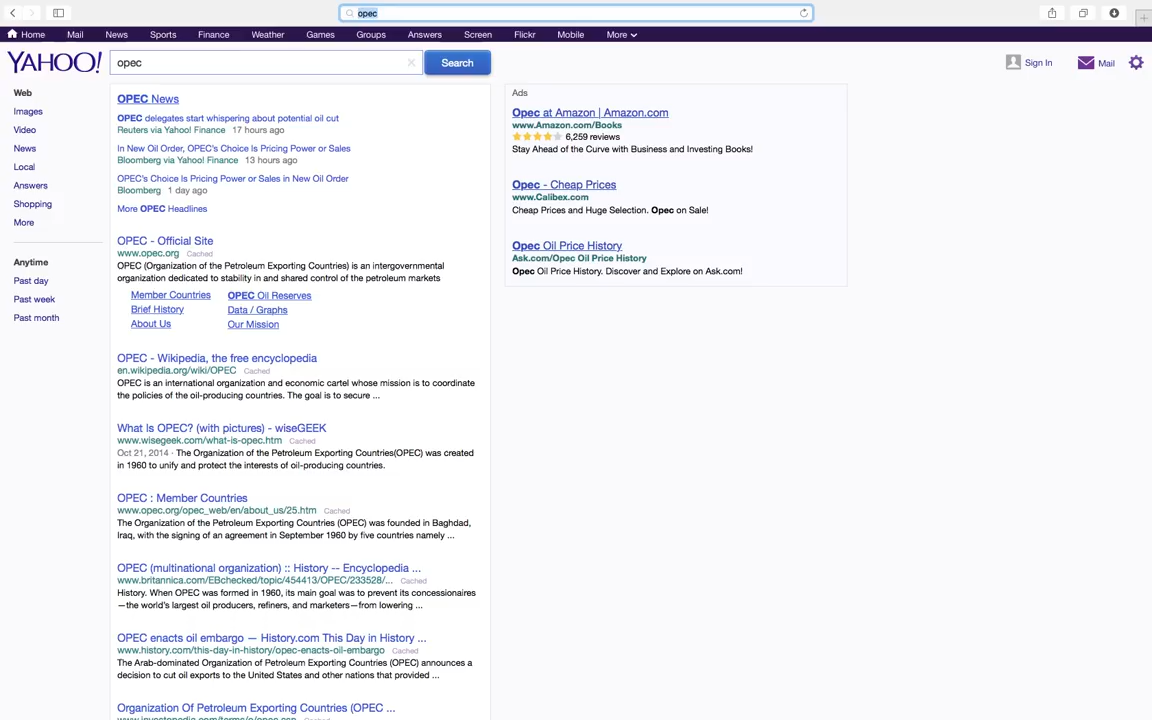 opec
Home Mail News Sports Finance Weather Games Groups Answers Screen Flickr Mobile More
YAHOO! opec Search Sign In Mail
Web
Images
Video
News
Local
Answers
Shopping
More
Anytime
Past day
Past week
Past month
OPEC News
OPEC delegates start whispering about potential oil cut
Reuters via Yahoo! Finance 17 hours ago
In New Oil Order, OPEC's Choice Is Pricing Power or Sales
Bloomberg via Yahoo! Finance 13 hours ago
OPEC's Choice Is Pricing Power or Sales in New Oil Order
Bloomberg 1 day ago
More OPEC Headlines
OPEC - Official Site
www.opec.org Cached
OPEC (Organization of the Petroleum Exporting Countries) is an intergovernmental
organization dedicated to stability in and shared control of the petroleum markets
Member Countries OPEC Oil Reserves
Brief History Data / Graphs
About Us Our Mission
OPEC - Wikipedia, the free encyclopedia
en.wikipedia.org/wiki/OPEC Cached
OPEC is an international organization and economic cartel whose mission is to coordinate
the policies of the oil-producing countries. The goal is to secure ...
What Is OPEC? (with pictures) - wiseGEEK
www.wisegeek.com/what-is-opec.htm Cached
Oct 21, 2014 · The Organization of the Petroleum Exporting Countries(OPEC) was created
in 1960 to unify and protect the interests of oil-producing countries.
OPEC : Member Countries
www.opec.org/opec_web/en/about_us/25.htm Cached
The Organization of the Petroleum Exporting Countries (OPEC) was founded in Baghdad,
Iraq, with the signing of an agreement in September 1960 by five countries namely ...
OPEC (multinational organization) :: History -- Encyclopedia ...
www.britannica.com/EBchecked/topic/454413/OPEC/233528/... Cached
History. When OPEC was formed in 1960, its main goal was to prevent its concessionaires
—the world's largest oil producers, refiners, and marketers—from lowering ...
OPEC enacts oil embargo — History.com This Day in History ...
www.history.com/this-day-in-history/opec-enacts-oil-embargo Cached
The Arab-dominated Organization of Petroleum Exporting Countries (OPEC) announces a
decision to cut oil exports to the United States and other nations that provided ...
Organization Of Petroleum Exporting Countries (OPEC ...
www.investopedia.com/terms/o/opec.asp Cached
Ads
Opec at Amazon | Amazon.com
www.Amazon.com/Books
6,259 reviews
Stay Ahead of the Curve with Business and Investing Books!
Opec - Cheap Prices
www.Calibex.com
Cheap Prices and Huge Selection. Opec on Sale!
Opec Oil Price History
Ask.com/Opec Oil Price History
Opec Oil Price History. Discover and Explore on Ask.com!